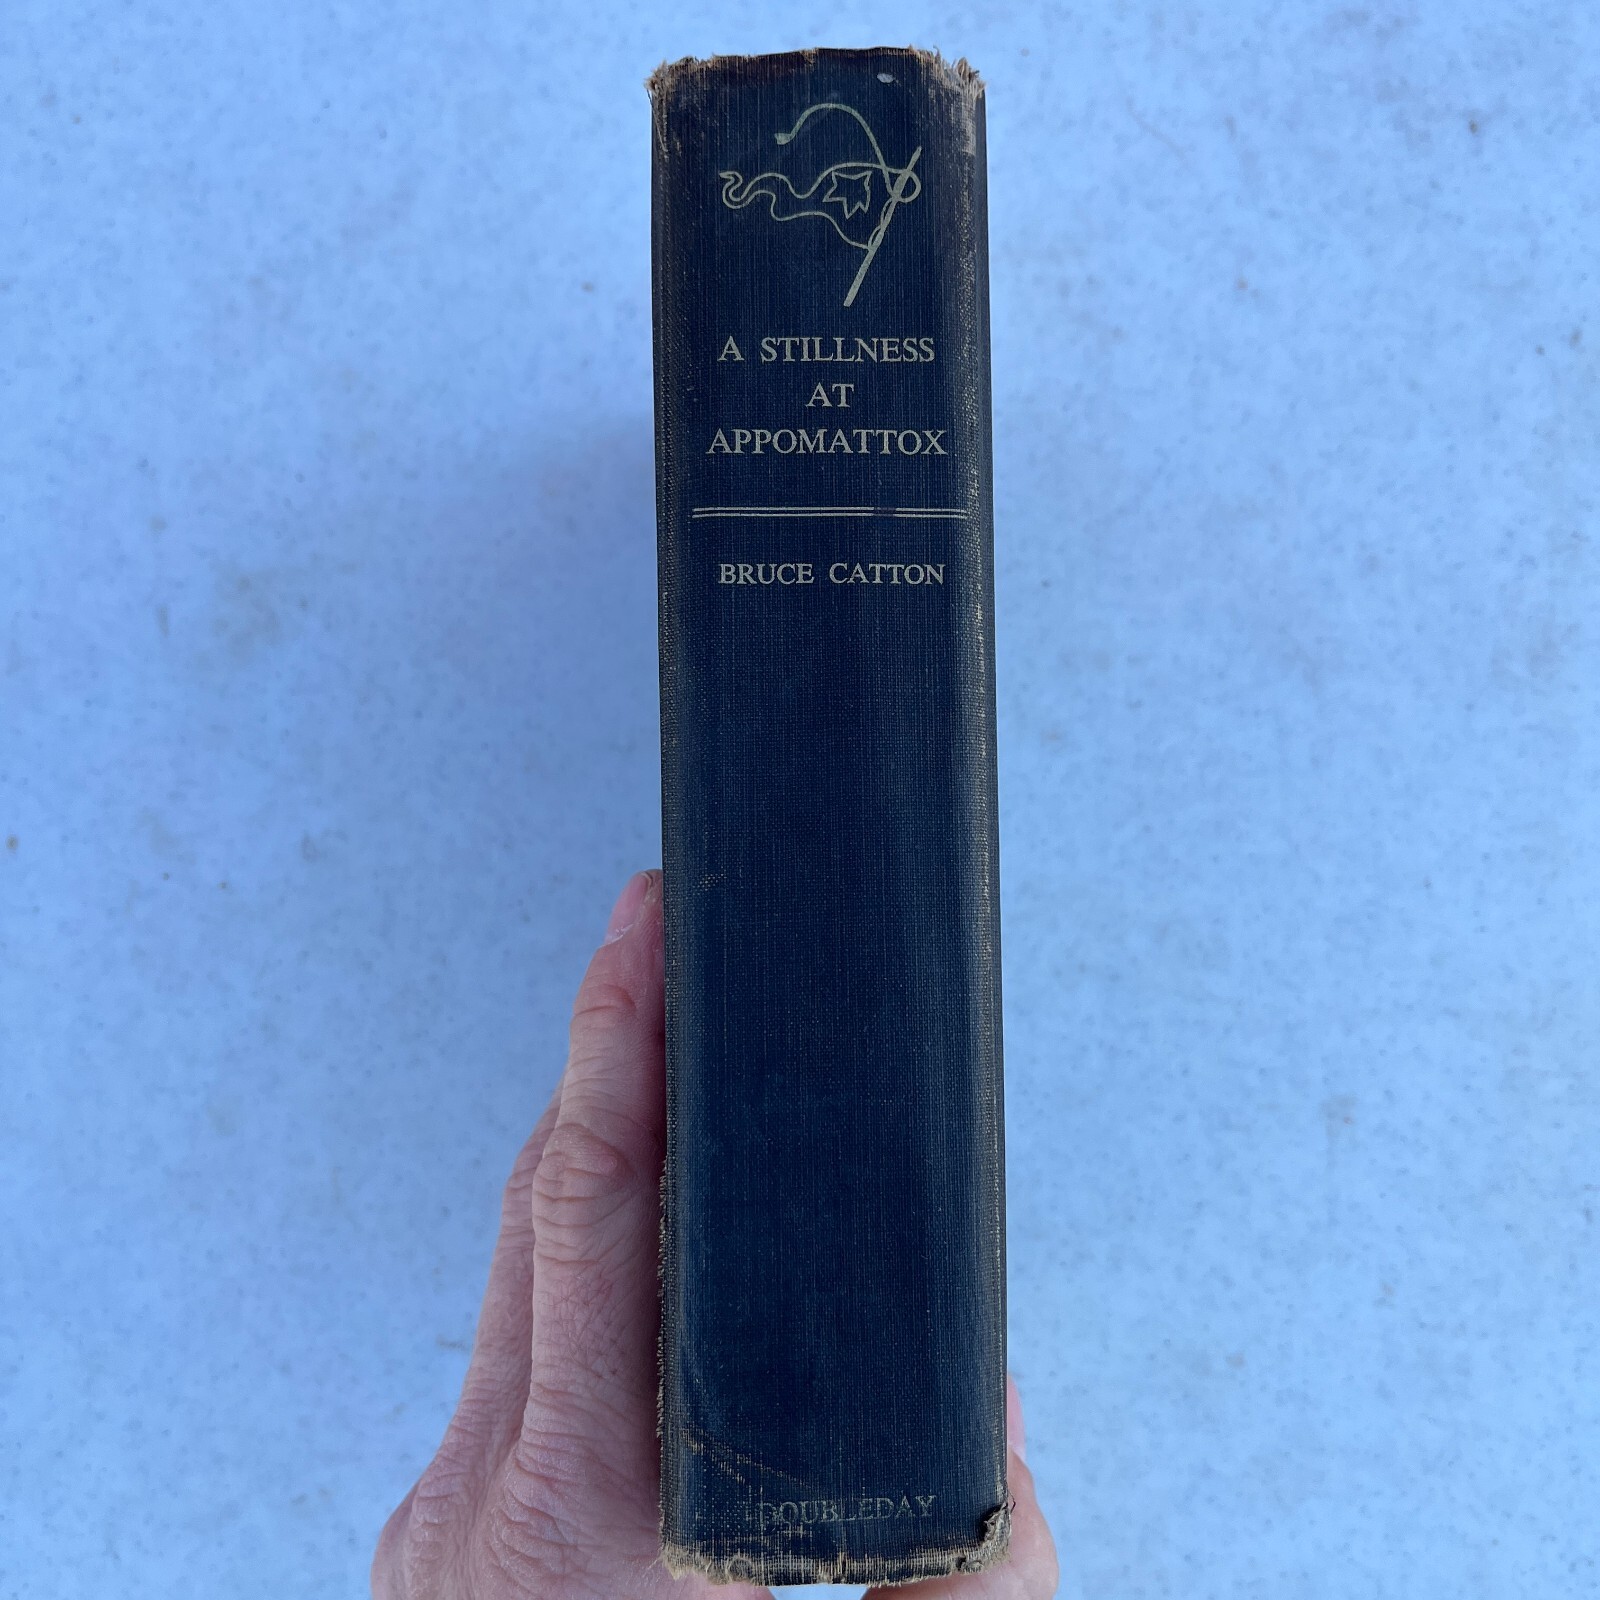 A STILLNESS
AT
APPOMATTOX
BRUCE CATTON
DOUBLEDAY